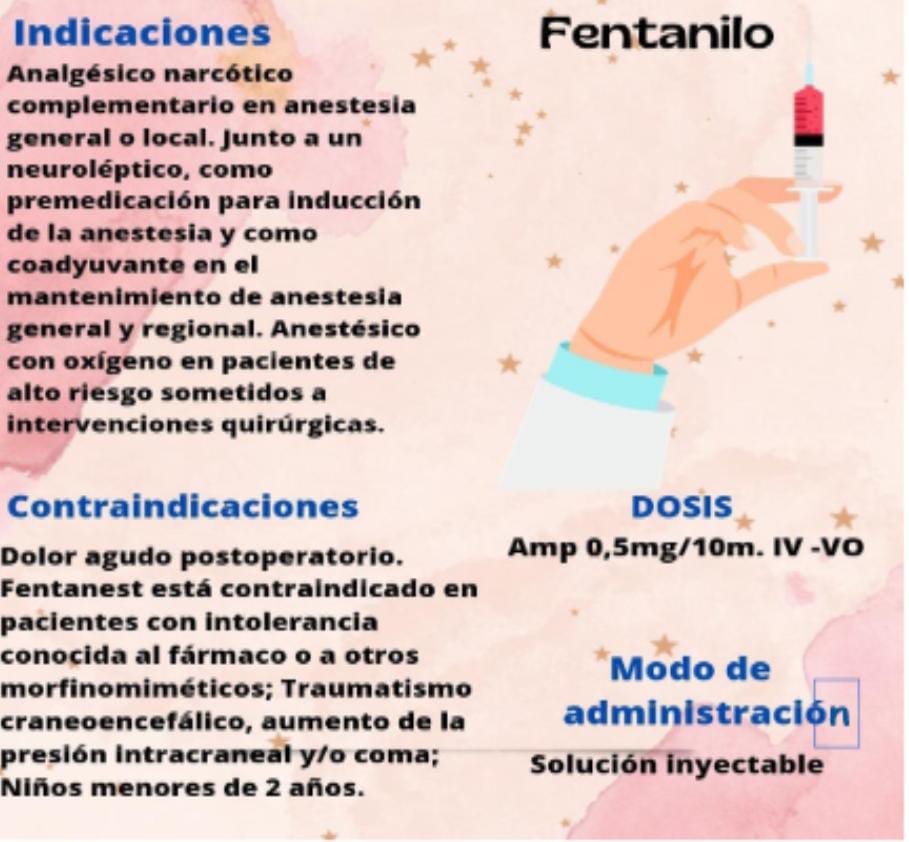 Indicaciones
Analgésico narcótico
complementario en anestesia
general o local. Junto a un
neuroléptico, como
premedicación para inducción
de la anestesia y como
coadyuvante en el
mantenimiento de anestesia
general y regional. Anestésico
con oxígeno en pacientes de
alto riesgo sometidos a
intervenciones quirúrgicas.
Contraindicaciones
Dolor agudo postoperatorio.
Fentanest está contraindicado en
pacientes con intolerancia
conocida al fármaco o a otros
morfinomiméticos; Traumatismo
craneoencefálico, aumento de la
presión intracraneal y/o coma;
Niños menores de 2 años.
Fentanilo
DOSIS
Amp 0,5mg/10m. IV -VO
Modo de
administración
Solución inyectable